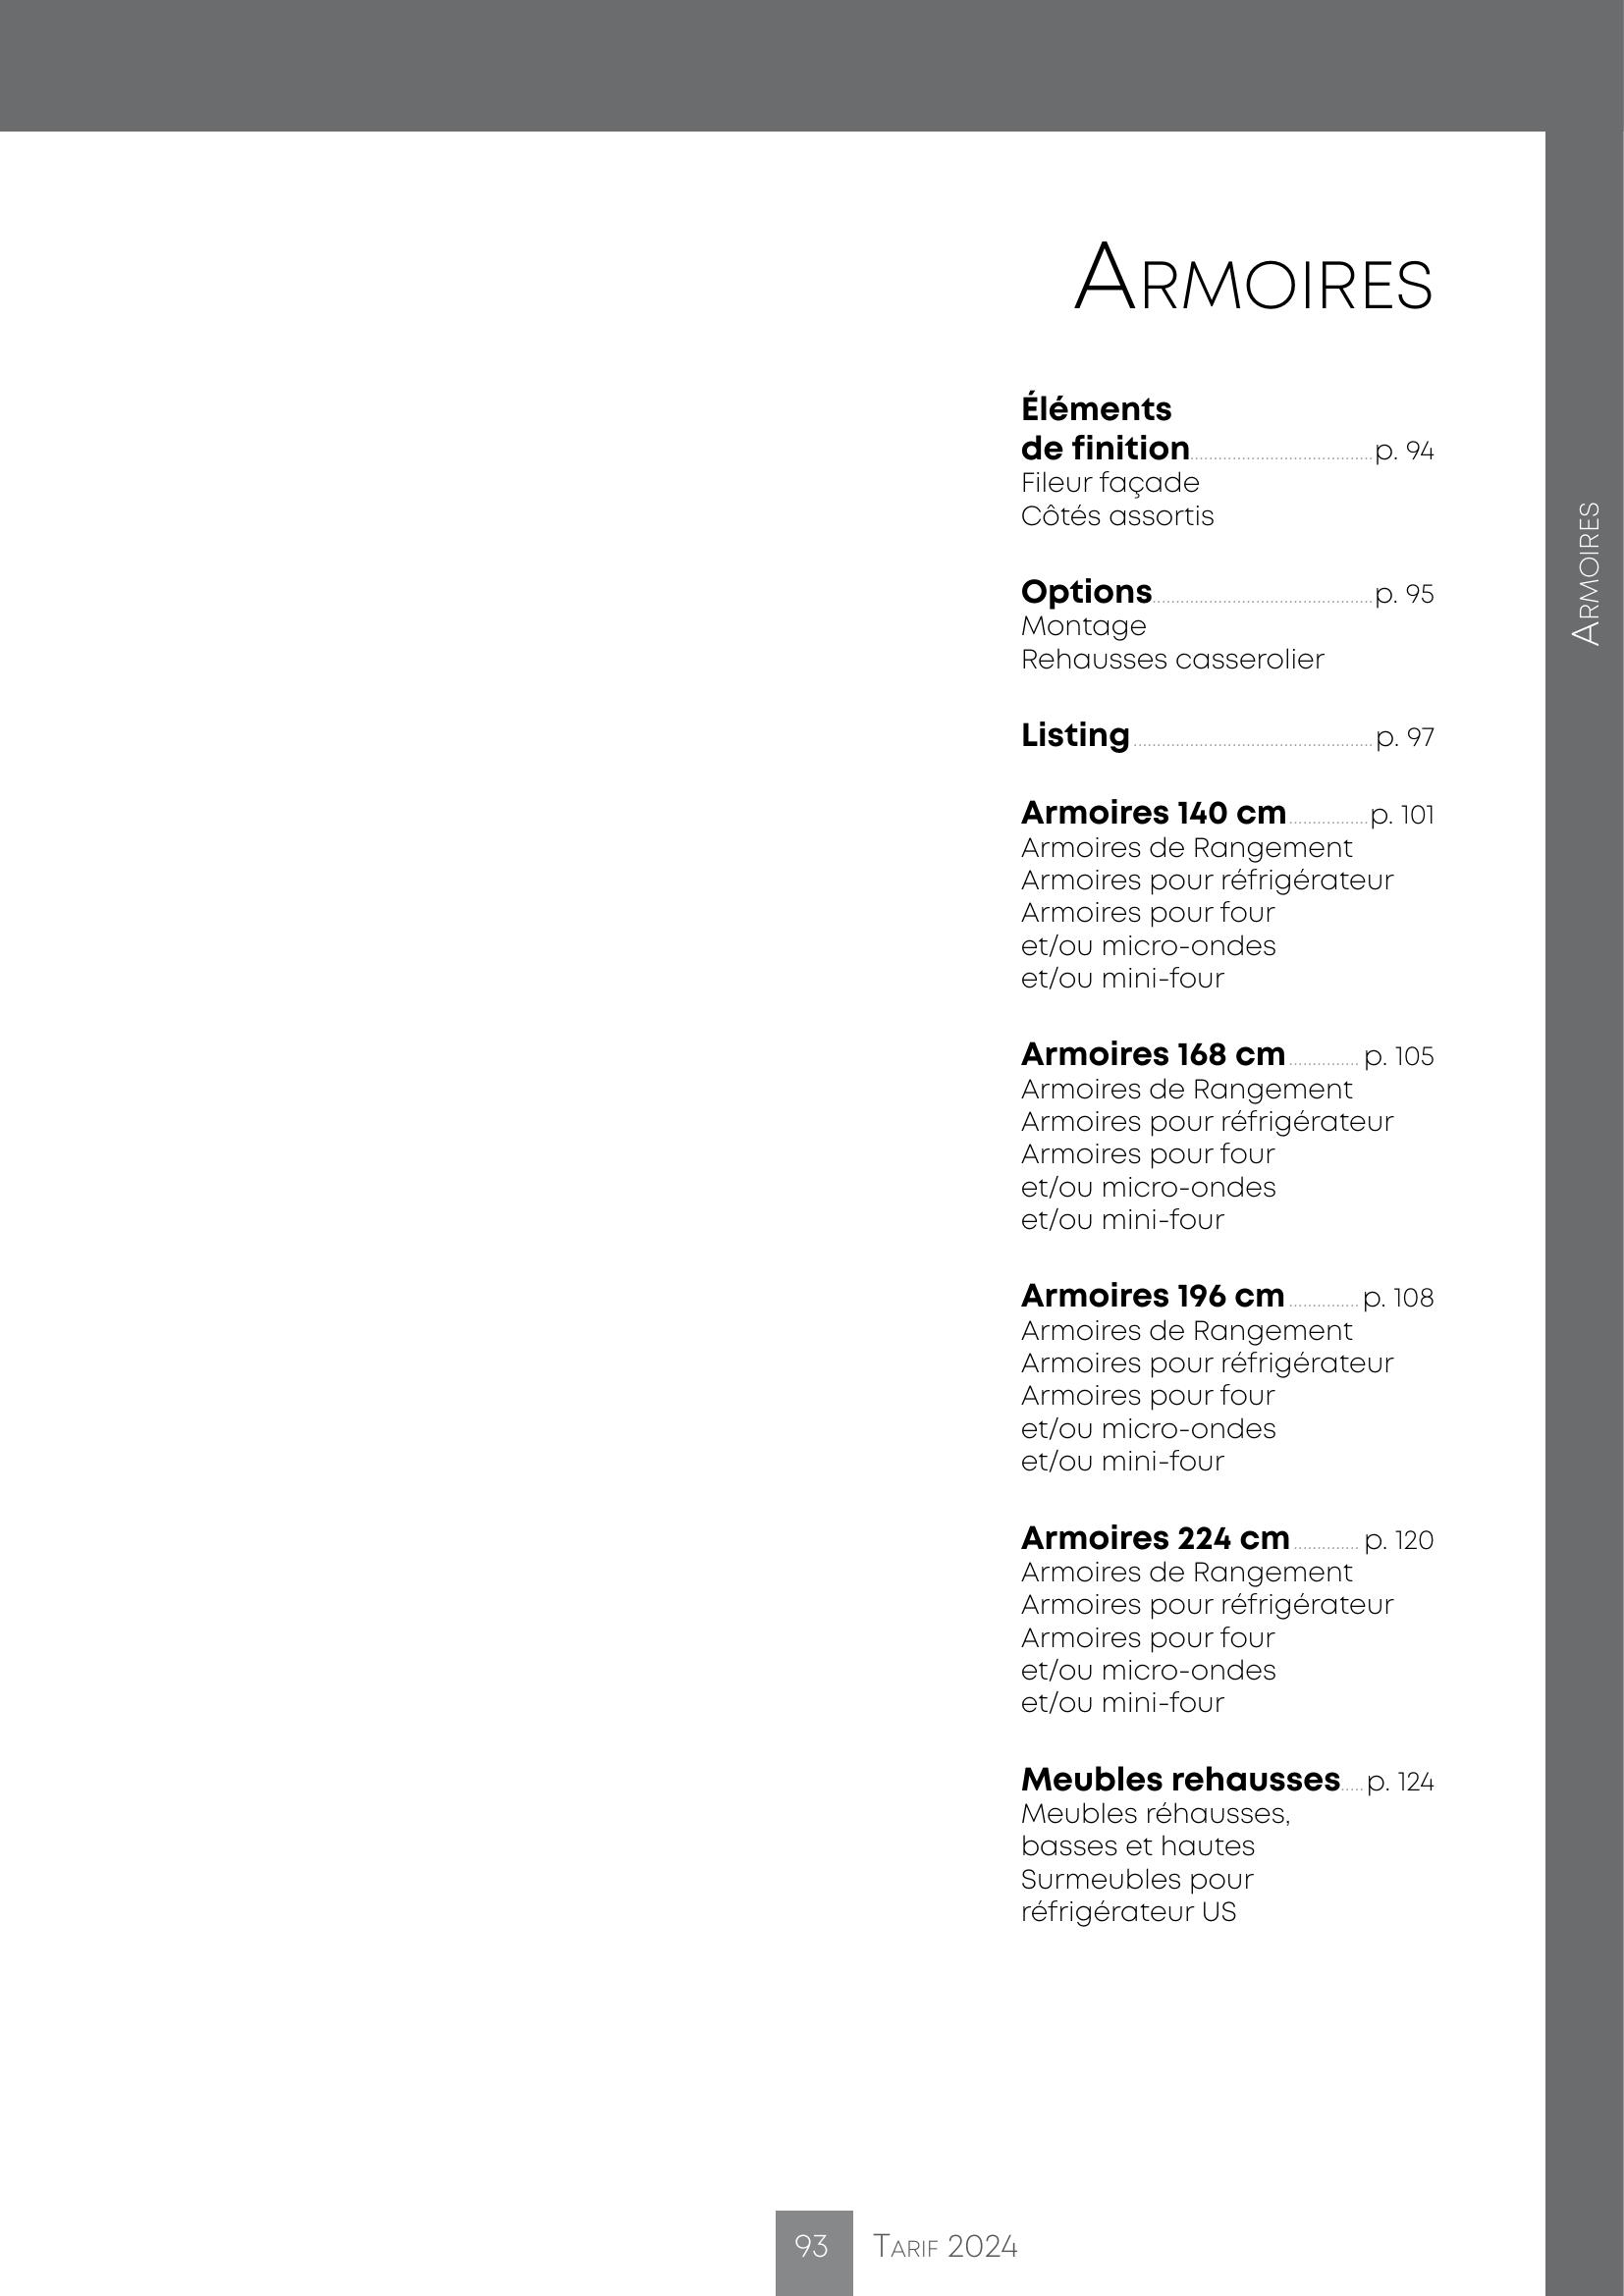 Armoires
Éléments
de finition p. 94
Fileur façade
Côtés assortis
Options p. 95
Montage
Rehausses casserolier
Listing p. 97
Armoires 140 cm p. 101
Armoires de Rangement
Armoires pour réfrigérateur
Armoires pour four
et/ou micro-ondes
et/ou mini-four
Armoires 168 cm p. 105
Armoires de Rangement
Armoires pour réfrigérateur
Armoires pour four
et/ou micro-ondes
et/ou mini-four
Armoires 196 cm p. 108
Armoires de Rangement
Armoires pour réfrigérateur
Armoires pour four
et/ou micro-ondes
et/ou mini-four
Armoires 224 cm p. 120
Armoires de Rangement
Armoires pour réfrigérateur
Armoires pour four
et/ou micro-ondes
et/ou mini-four
Meubles rehausses p. 124
Meubles réhausses,
basses et hautes
Surmeubles pour
réfrigérateur US
Armoires
93 Tarif 2024